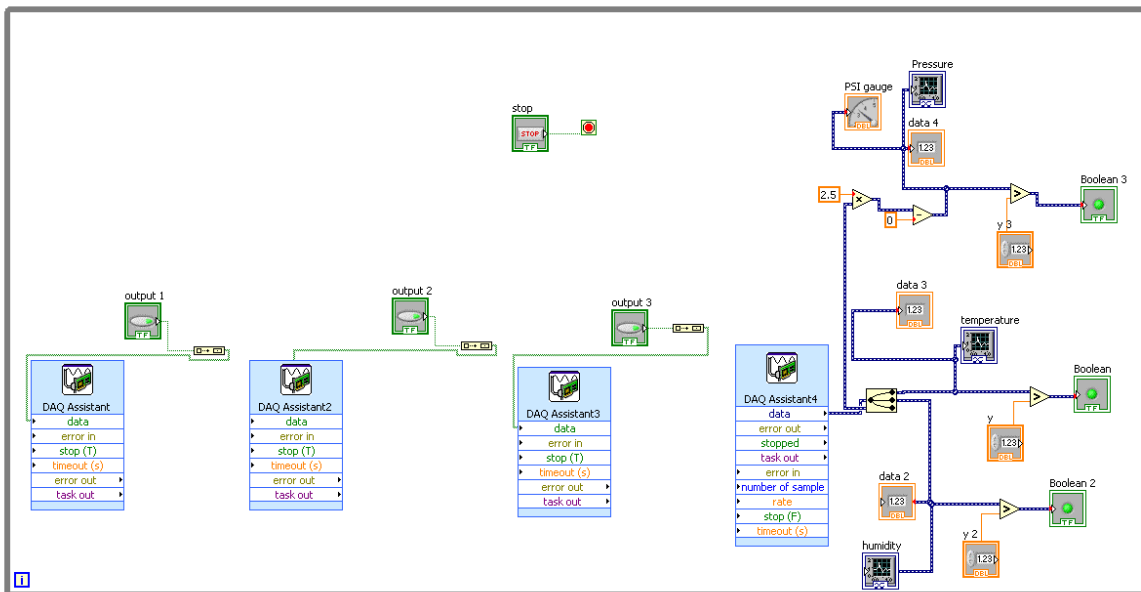 Pressure
PSI gauge
DBL
stop
STOP
TF
data 4
1.23
DBL
2.5
0
Boolean 3
TF
y 3
1.23
DBL
output 1
TF
output 2
TF
output 3
TF
data 3
1.23
DBL
temperature
DAQ Assistant
data
error in
stop (T)
timeout (s)
error out
task out
DAQ Assistant2
data
error in
stop (T)
timeout (s)
error out
task out
DAQ Assistant3
data
error in
stop (T)
timeout (s)
error out
task out
DAQ Assistant4
data
error out
stopped
task out
error in
number of sample
rate
stop (F)
timeout (s)
Boolean
TF
y
1.23
DBL
data 2
1.23
DBL
Boolean 2
TF
y 2
1.23
DBL
humidity
i